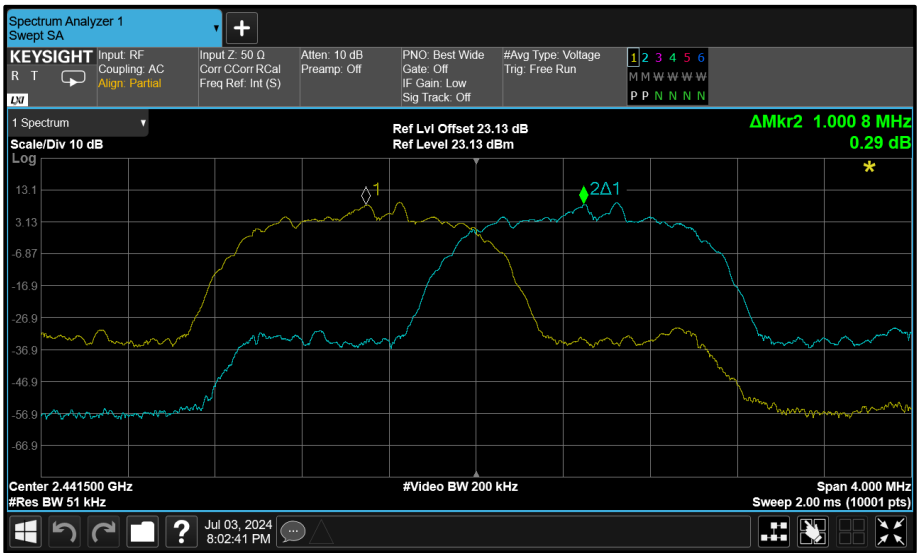 Spectrum Analyzer 1
Swept SA
+
KEYSIGHT
R T
LXI
Input: RF
Coupling: AC
Align: Partial
Input Z: 50 Ω
Corr CCorr RCal
Freq Ref: Int (S)
Atten: 10 dB
Preamp: Off
PNO: Best Wide
Gate: Off
IF Gain: Low
Sig Track: Off
#Avg Type: Voltage
Trig: Free Run
1 2 3 4 5 6
M M W W W W
P P N N N N
1 Spectrum
Scale/Div 10 dB
Ref Lvl Offset 23.13 dB
Ref Level 23.13 dBm
ΔMkr2 1.000 8 MHz
0.29 dB
*
Log
13.1
3.13
-6.87
-16.9
-26.9
-36.9
-46.9
-56.9
-66.9
1
2Δ1
Center 2.441500 GHz
#Res BW 51 kHz
#Video BW 200 kHz
Span 4.000 MHz
Sweep 2.00 ms (10001 pts)
?
Jul 03, 2024
8:02:41 PM